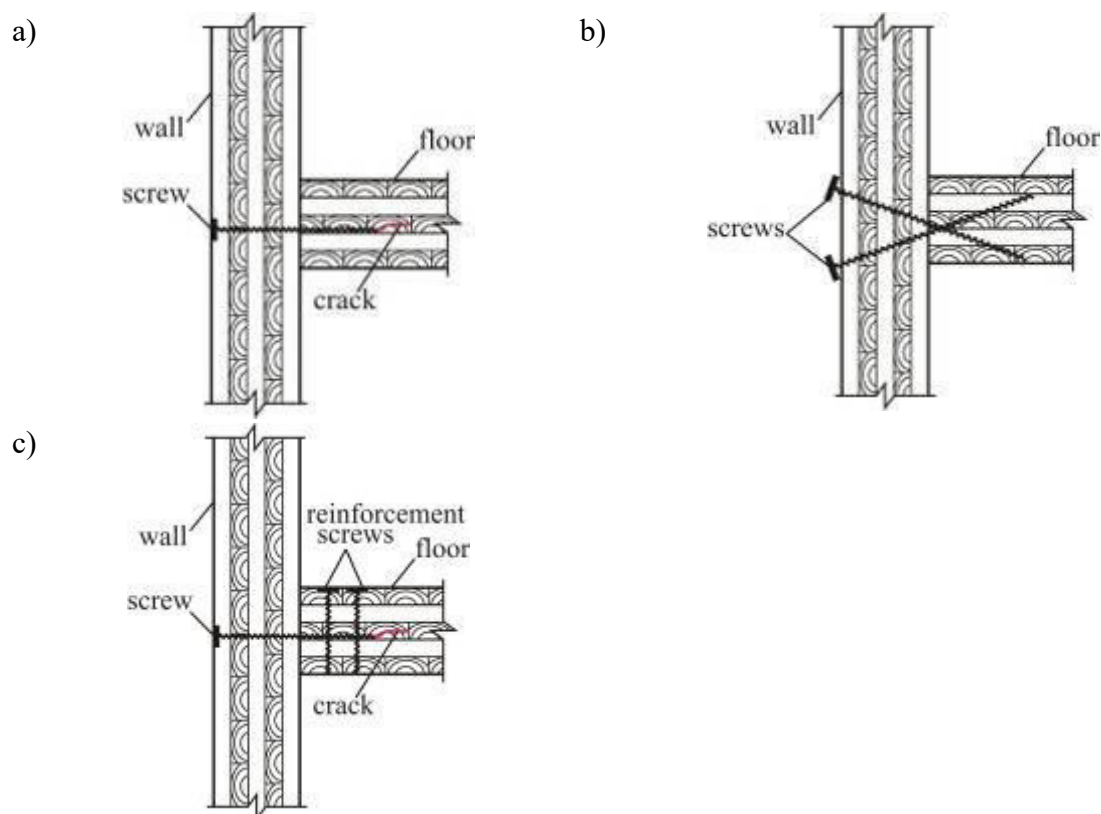 a)
wall
floor
screw
crack
b)
wall
floor
screws
c)
reinforcement
screws
wall
floor
screw
crack